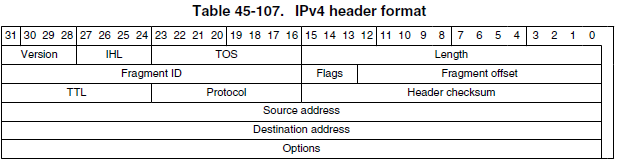 Table 45-107. IPv4 header format
31 30 29 28 27 26 25 24 23 22 21 20 19 18 17 16 15 14 13 12 11 10 9 8 7 6 5 4 3 2 1 0
Version IHL TOS Length
Fragment ID Flags Fragment offset
TTL Protocol Header checksum
Source address
Destination address
Options